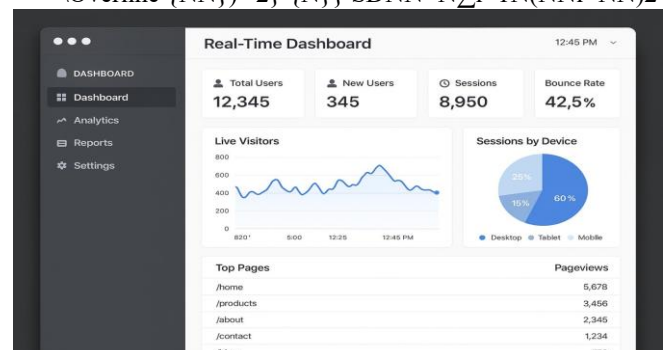 Real-Time Dashboard
12:45 PM
DASHBOARD
Dashboard
Analytics
Reports
Settings
Total Users
12,345
New Users
345
Sessions
8,950
Bounce Rate
42,5%
Live Visitors
800
600
400
200
0
820'
5:00
12:25
12:45 PM
Sessions by Device
25%
15%
60%
Desktop Tablet Mobile
Top Pages Pageviews
/home 5,678
/products 3,456
/about 2,345
/contact 1,234